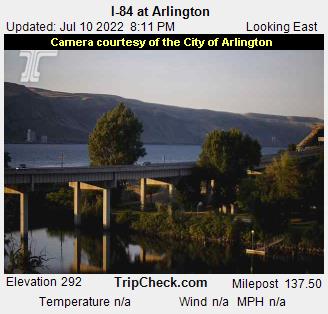 I-84 at Arlington
Updated: Jul 10 2022 8:11 PM Looking East
Camera courtesy of the City of Arlington
Elevation 292 TripCheck.com Milepost 137.50
Temperature n/a Wind n/a MPH n/a